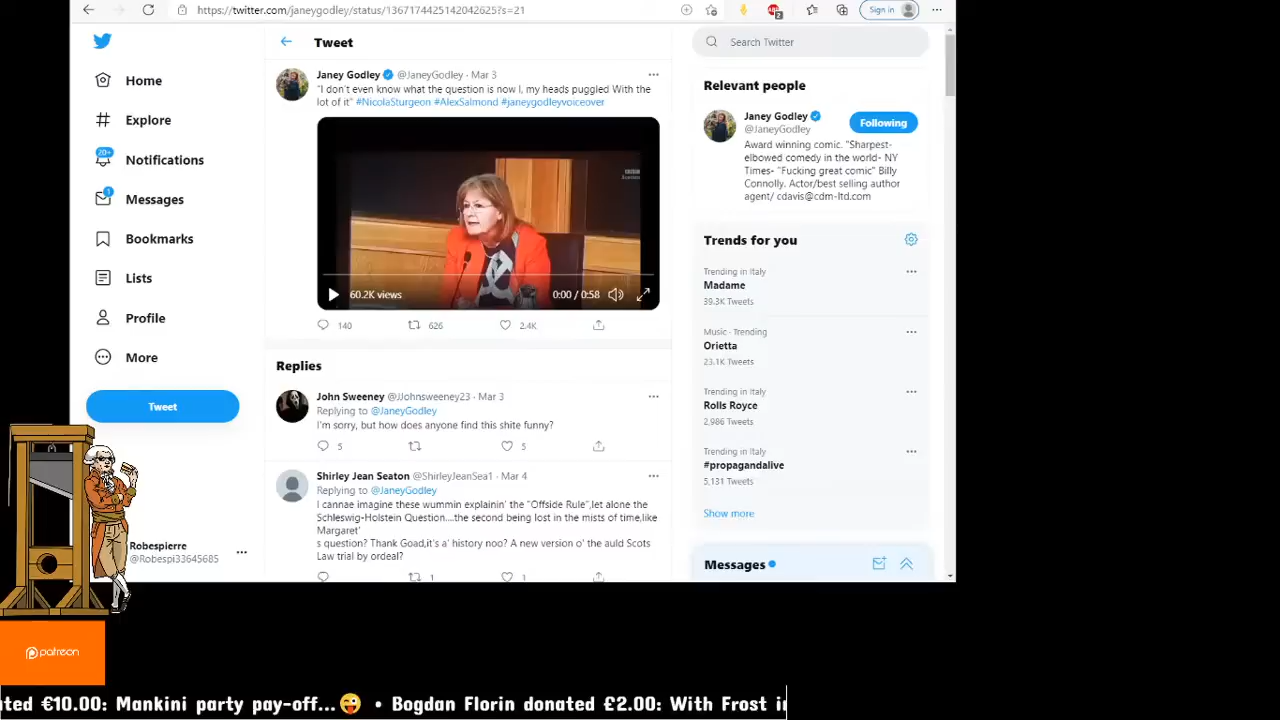 https://twitter.com/janeygodley/status/1367174425142042625?s=21
Sign in
Home
Explore
20+
Notifications
1
Messages
Bookmarks
Lists
Profile
More
Tweet
Robespierre
@Robespi33645685
patreon
Tweet
Janey Godley @JaneyGodley · Mar 3
"I don't even know what the question is now I, my heads puggled With the
lot of it" #NicolaSturgeon #AlexSalmond #janeygodleyvoiceover
60.2K views
0:00 / 0:58
140
626
2.4K
Replies
John Sweeney @JJohnsweeney23 · Mar 3
Replying to @JaneyGodley
I'm sorry, but how does anyone find this shite funny?
5
5
Shirley Jean Seaton @ShirleyJeanSea1 · Mar 4
Replying to @JaneyGodley
I cannae imagine these wummin explainin' the "Offside Rule",let alone the
Schleswig-Holstein Question....the second being lost in the mists of time,like
Margaret'
s question? Thank Goad,it's a' history noo? A new version o' the auld Scots
Law trial by ordeal?
1
1
Search Twitter
Relevant people
Janey Godley
@JaneyGodley
Following
Award winning comic. "Sharpest-
elbowed comedy in the world- NY
Times- "Fucking great comic" Billy
Connolly. Actor/best selling author
agent/ cdavis@cdm-ltd.com
Trends for you
Trending in Italy
Madame
39.3K Tweets
Music · Trending
Orietta
23.1K Tweets
Trending in Italy
Rolls Royce
2,986 Tweets
Trending in Italy
#propagandalive
5,131 Tweets
Show more
Messages
ted €10.00: Mankini party pay-off...😜 • Bogdan Florin donated £2.00: With Frost i